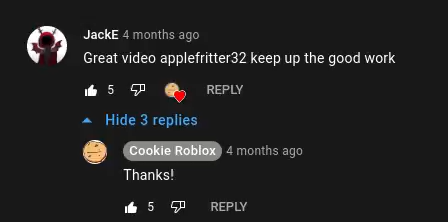 JackE 4 months ago
Great video applefritter32 keep up the good work
5 REPLY
Hide 3 replies
Cookie Roblox 4 months ago
Thanks!
5 REPLY